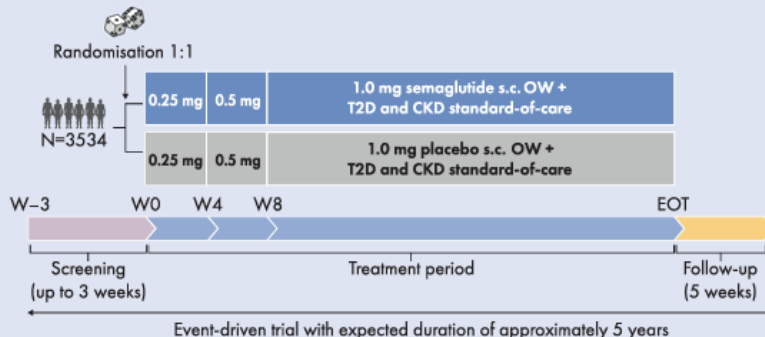 Randomisation 1:1
N=3534
0.25 mg
0.5 mg
1.0 mg semaglutide s.c. OW +
T2D and CKD standard-of-care
0.25 mg
0.5 mg
1.0 mg placebo s.c. OW +
T2D and CKD standard-of-care
W–3
W0
W4
W8
EOT
Screening
(up to 3 weeks)
Treatment period
Follow-up
(5 weeks)
Event-driven trial with expected duration of approximately 5 years